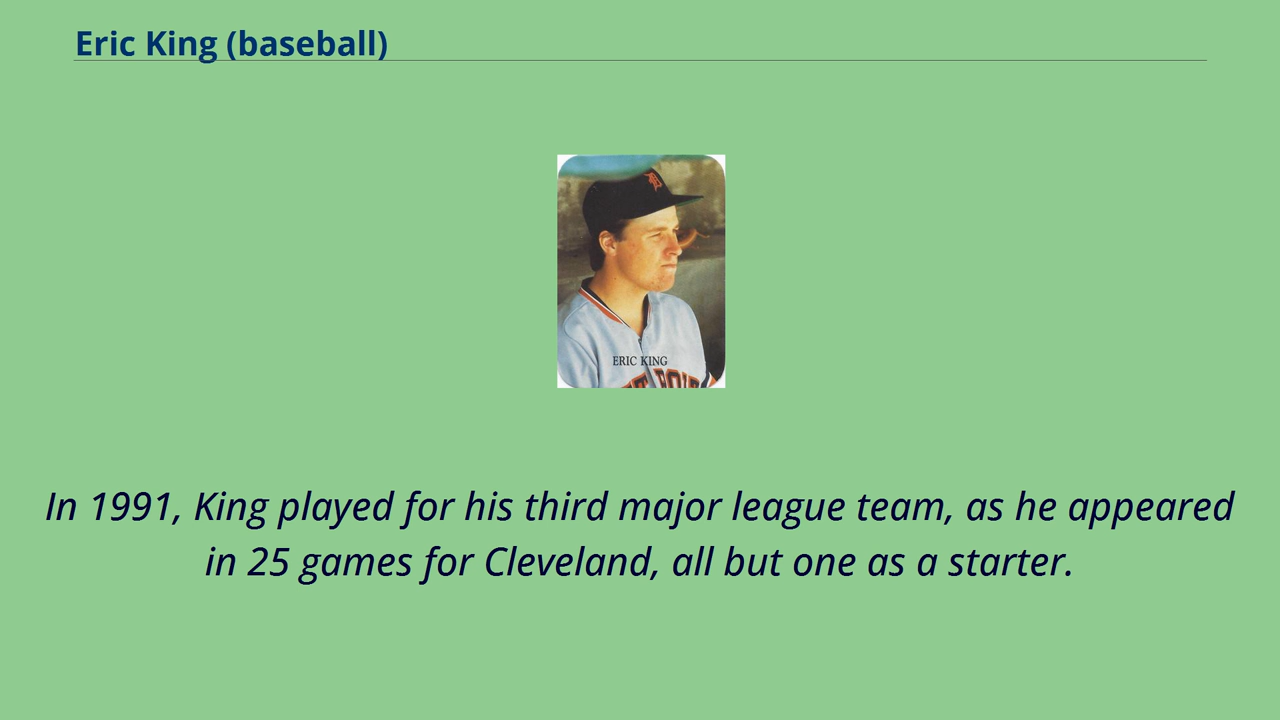 Eric King (baseball)
D
ERIC KING
In 1991, King played for his third major league team, as he appeared
in 25 games for Cleveland, all but one as a starter.